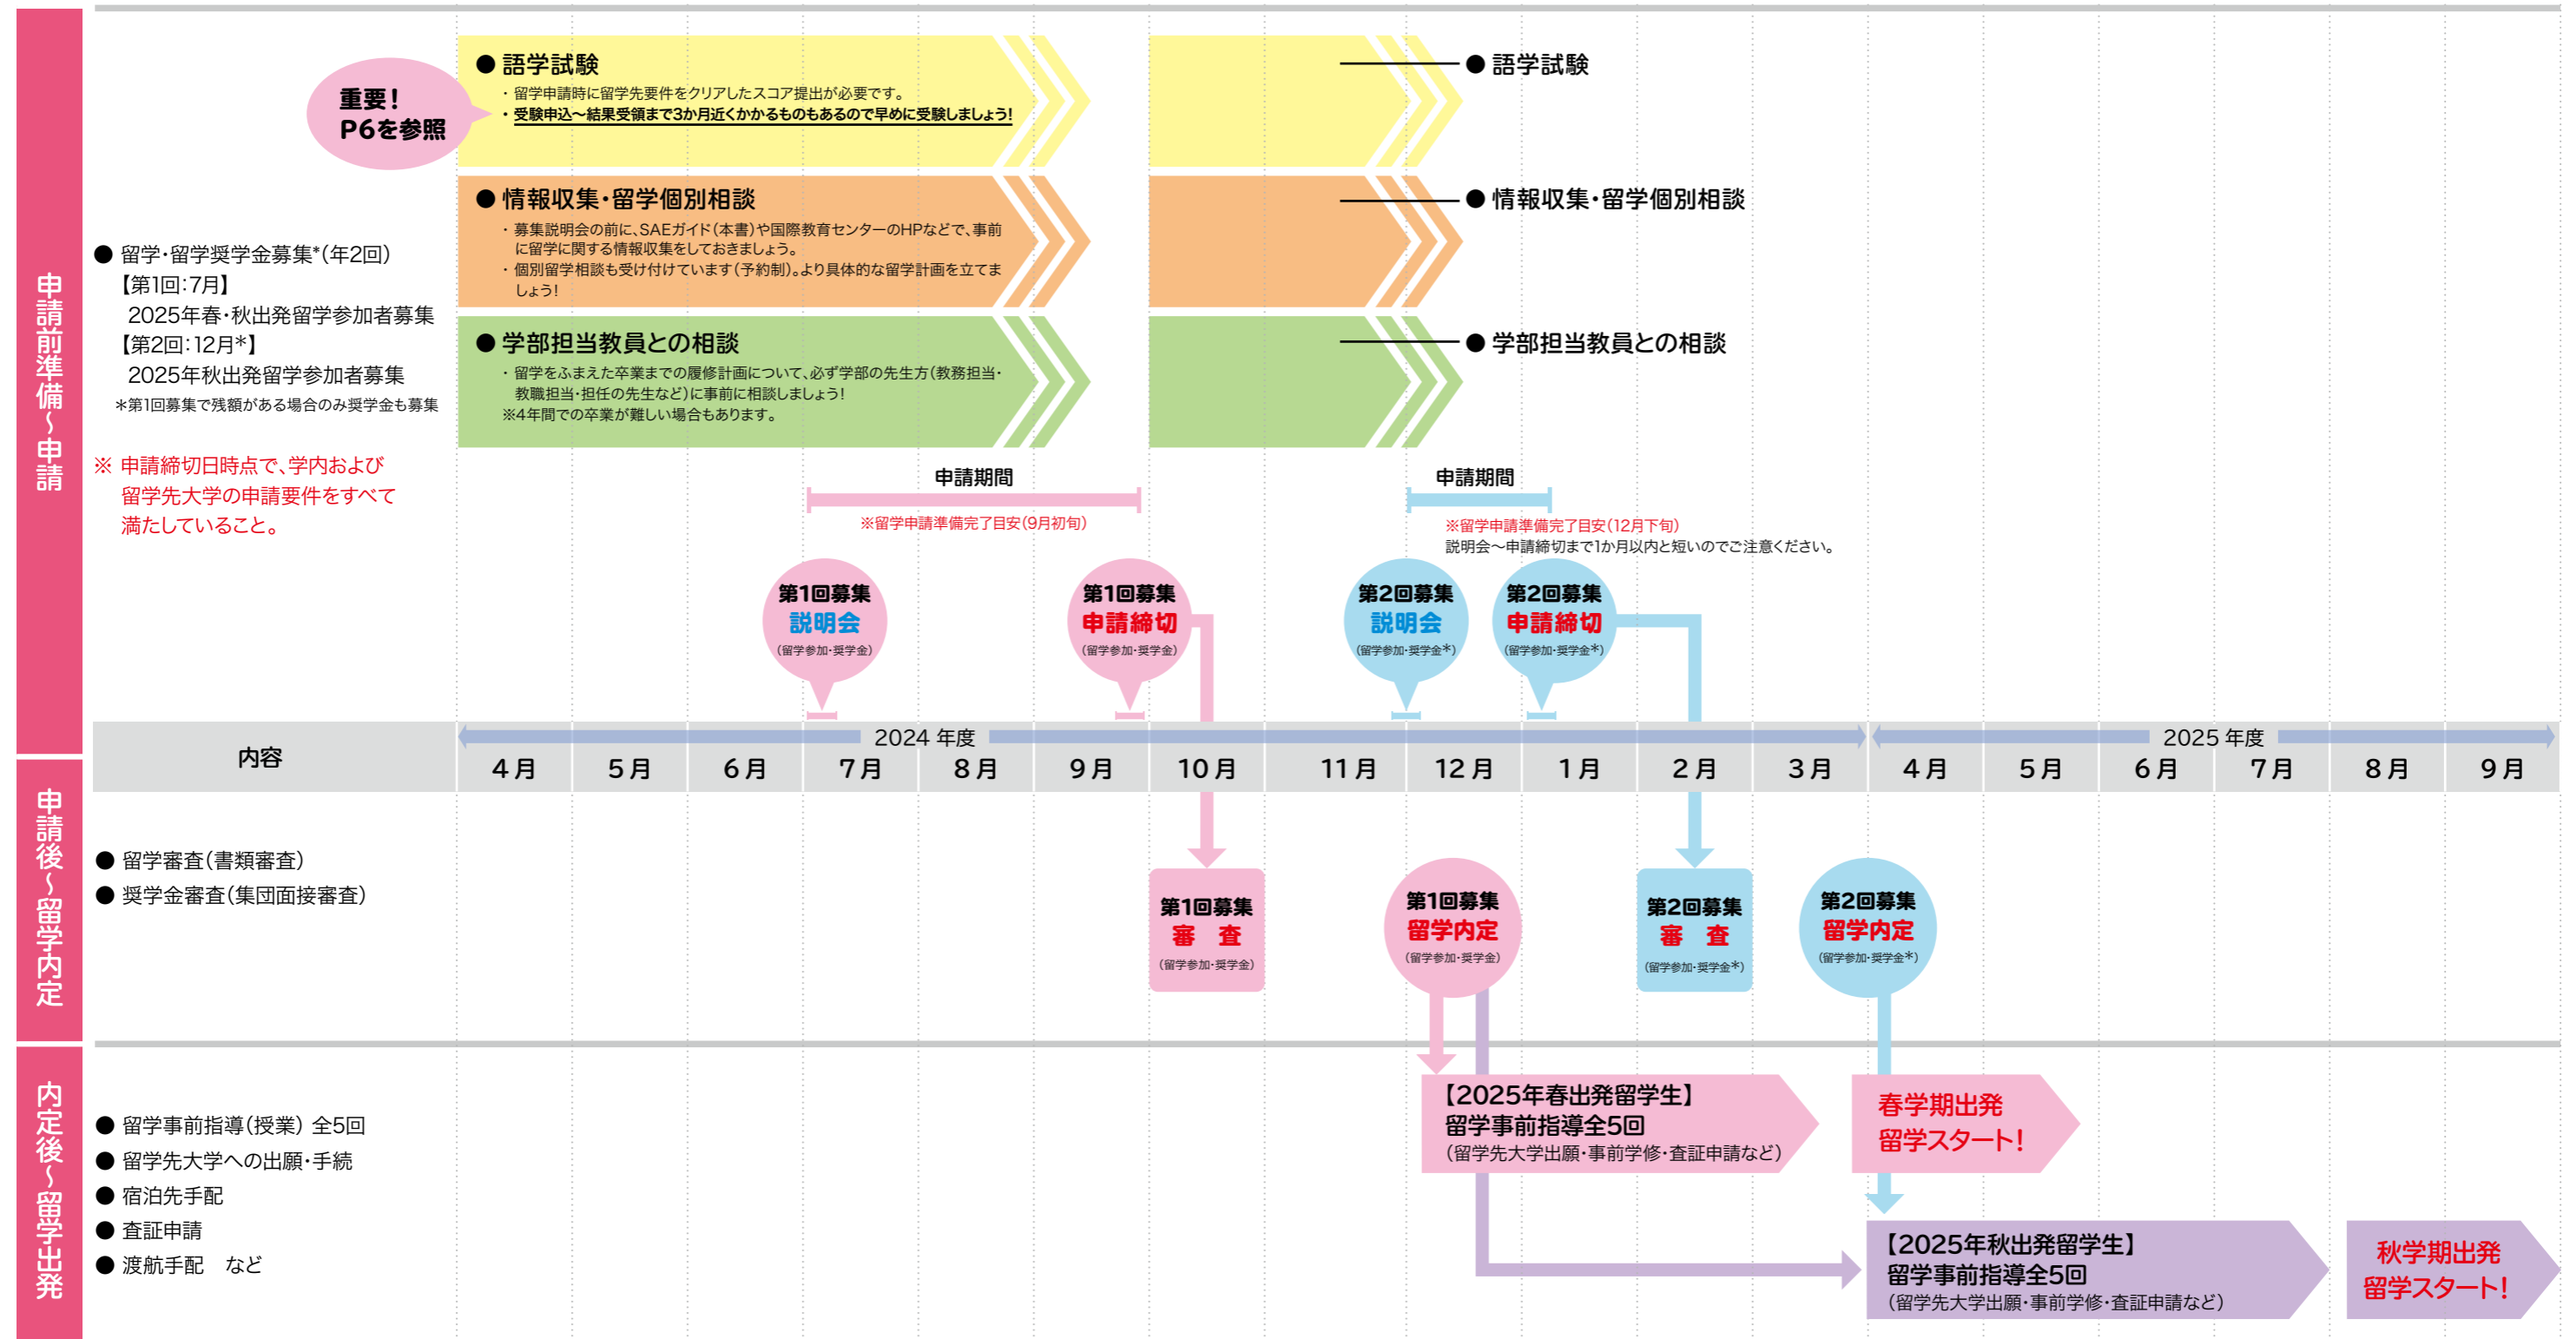 申請前準備～申請
重要！
P6を参照
● 語学試験
・ 留学申請時に留学先要件をクリアしたスコア提出が必要です。
・ 受験申込～結果受領まで3か月近くかかるものもあるので早めに受験しましょう！
● 語学試験
● 情報収集・留学個別相談
・ 募集説明会の前に、SAEガイド（本書）や国際教育センターのHPなどで、事前
に留学に関する情報収集をしておきましょう。
・ 個別留学相談も受け付けています（予約制）。より具体的な留学計画を立てま
しょう！
● 情報収集・留学個別相談
● 学部担当教員との相談
・ 留学をふまえた卒業までの履修計画について、必ず学部の先生方（教務担当・
教職担当・担任の先生など）に事前に相談しましょう！
※4年間での卒業が難しい場合もあります。
● 学部担当教員との相談
● 留学・留学奨学金募集*（年2回）
【第1回：7月】
2025年春・秋出発留学参加者募集
【第2回：12月*】
2025年秋出発留学参加者募集
*第1回募集で残額がある場合のみ奨学金も募集
※ 申請締切日時点で、学内および
留学先大学の申請要件をすべて
満たしていること。
申請期間
※留学申請準備完了目安（9月初旬）
申請期間
※留学申請準備完了目安（12月下旬）
説明会～申請締切まで1か月以内と短いのでご注意ください。
第1回募集
説明会
（留学参加・奨学金）
第1回募集
申請締切
（留学参加・奨学金）
第2回募集
説明会
（留学参加・奨学金*）
第2回募集
申請締切
（留学参加・奨学金*）
内容
2024 年度
2025 年度
4月 5月 6月 7月 8月 9月 10月 11月 12月 1月 2月 3月 4月 5月 6月 7月 8月 9月
申請後～留学内定
● 留学審査（書類審査）
● 奨学金審査（集団面接審査）
第1回募集
審　査
（留学参加・奨学金）
第1回募集
留学内定
（留学参加・奨学金）
第2回募集
審　査
（留学参加・奨学金*）
第2回募集
留学内定
（留学参加・奨学金*）
内定後～留学出発
● 留学事前指導（授業） 全5回
● 留学先大学への出願・手続
● 宿泊先手配
● 査証申請
● 渡航手配　など
【2025年春出発留学生】
留学事前指導全5回
（留学先大学出願・事前学修・査証申請など）
春学期出発
留学スタート！
【2025年秋出発留学生】
留学事前指導全5回
（留学先大学出願・事前学修・査証申請など）
秋学期出発
留学スタート！